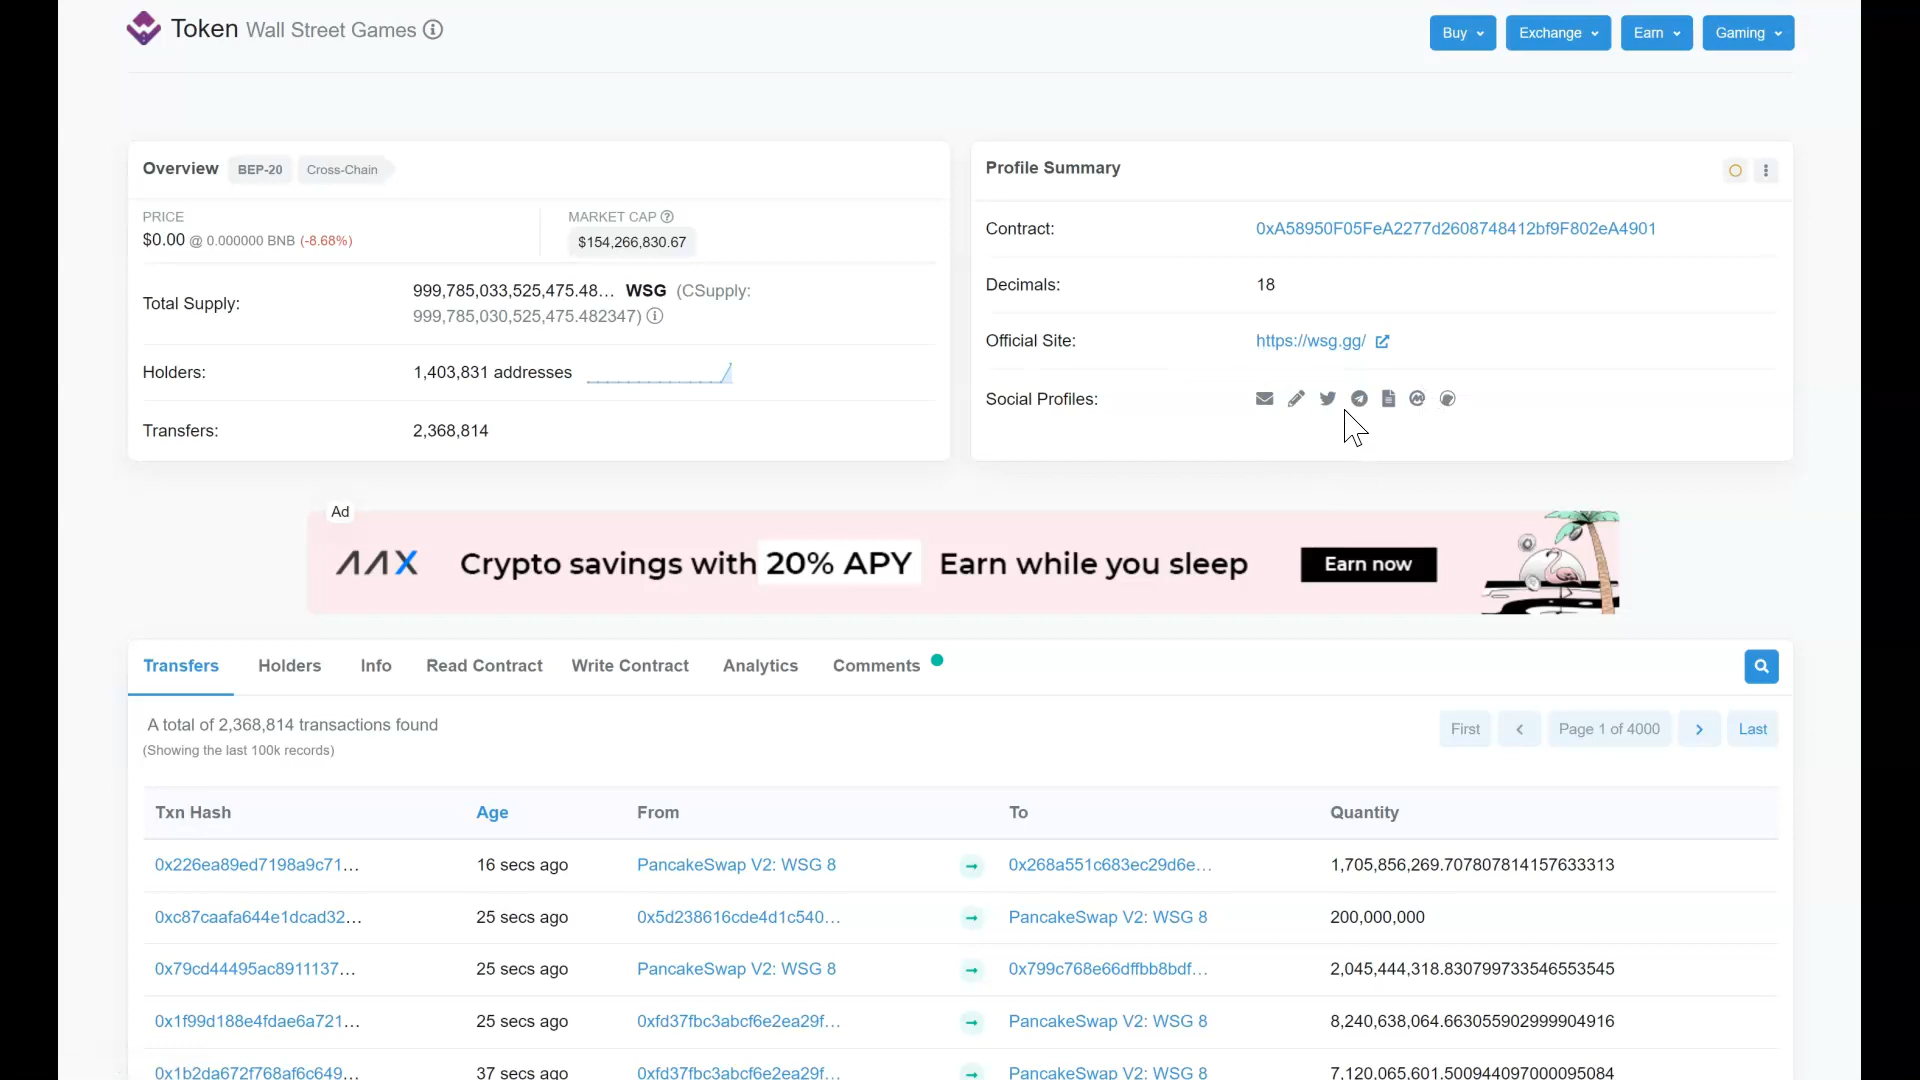 Token Wall Street Games
Buy
Exchange
Earn
Gaming
Overview BEP-20 Cross-Chain
PRICE
$0.00 @ 0.000000 BNB (-8.68%)
MARKET CAP
$154,266,830.67
Total Supply:
999,785,033,525,475.48... WSG (CSupply:
999,785,030,525,475.482347)
Holders:
1,403,831 addresses
Transfers:
2,368,814
Profile Summary
Contract:
0xA58950F05FeA2277d2608748412bf9F802eA4901
Decimals:
18
Official Site:
https://wsg.gg/
Social Profiles:
Ad
AAX Crypto savings with 20% APY Earn while you sleep Earn now
Transfers Holders Info Read Contract Write Contract Analytics Comments
A total of 2,368,814 transactions found
(Showing the last 100k records)
First Page 1 of 4000 Last
Txn Hash Age From To Quantity
0x226ea89ed7198a9c71... 16 secs ago PancakeSwap V2: WSG 8 0x268a551c683ec29d6e... 1,705,856,269.707807814157633313
0xc87caafa644e1dcad32... 25 secs ago 0x5d238616cde4d1c540... PancakeSwap V2: WSG 8 200,000,000
0x79cd44495ac8911137... 25 secs ago PancakeSwap V2: WSG 8 0x799c768e66dffbb8bdf... 2,045,444,318.830799733546553545
0x1f99d188e4fdae6a721... 25 secs ago 0xfd37fbc3abcf6e2ea29f... PancakeSwap V2: WSG 8 8,240,638,064.663055902999904916
0x1b2da672f768af6c649... 37 secs ago 0xfd37fbc3abcf6e2ea29f... PancakeSwap V2: WSG 8 7,120,065,601.500944097000095084